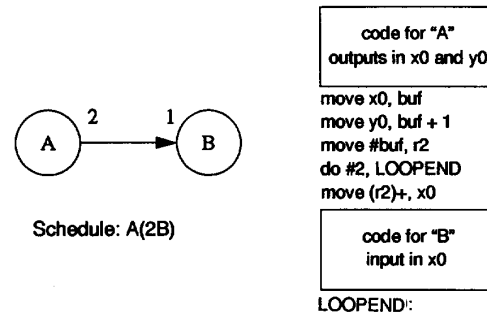 2
1
A
B
Schedule: A(2B)
code for "A"
outputs in x0 and y0
move x0, buf
move y0, buf + 1
move #buf, r2
do #2, LOOPEND
move (r2)+, x0
code for "B"
input in x0
LOOPEND: